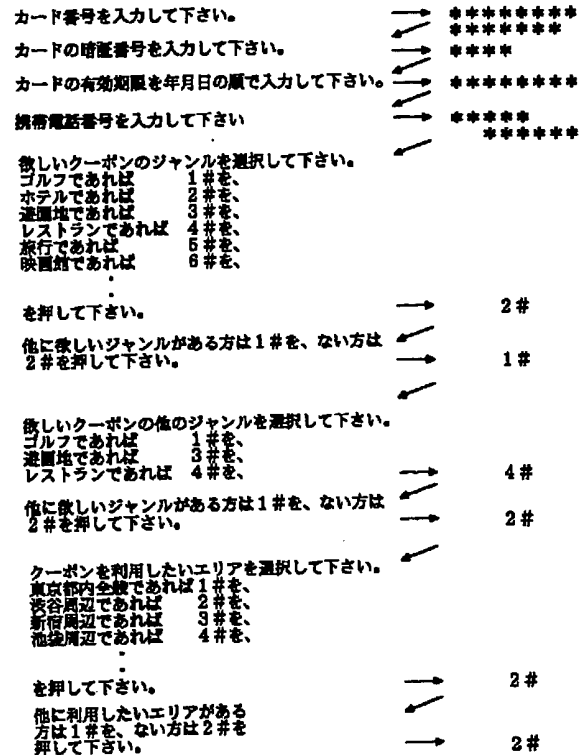 カード番号を入力して下さい。 → ********
*******
カードの暗証番号を入力して下さい。 → ****
カードの有効期限を年月日の順で入力して下さい。 → ********
携帯電話番号を入力して下さい → *****
******
欲しいクーポンのジャンルを選択して下さい。
ゴルフであれば 1#を、
ホテルであれば 2#を、
遊園地であれば 3#を、
レストランであれば 4#を、
旅行であれば 5#を、
映画館であれば 6#を、
を押して下さい。 → 2#
他に欲しいジャンルがある方は1#を、ない方は
2#を押して下さい。 → 1#
欲しいクーポンの他のジャンルを選択して下さい。
ゴルフであれば 1#を、
遊園地であれば 3#を、
レストランであれば 4#を、 → 4#
他に欲しいジャンルがある方は1#を、ない方は
2#を押して下さい。 → 2#
クーポンを利用したいエリアを選択して下さい。
東京都内全般であれば1#を、
渋谷周辺であれば 2#を、
新宿周辺であれば 3#を、
池袋周辺であれば 4#を、
を押して下さい。 → 2#
他に利用したいエリアがある
方は1#を、ない方は2#を
押して下さい。 → 2#